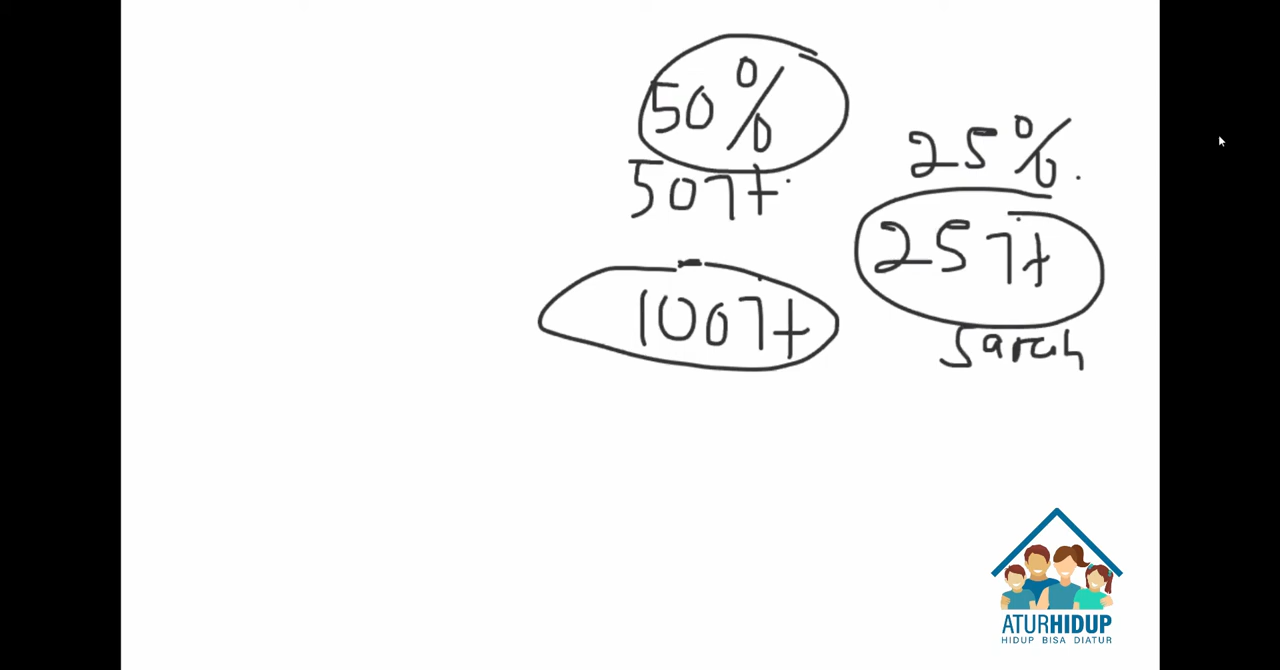 50%
50Jt
100Jt
25%
25Jt
Sarah
ATURHIDUP
HIDUP BISA DIATUR